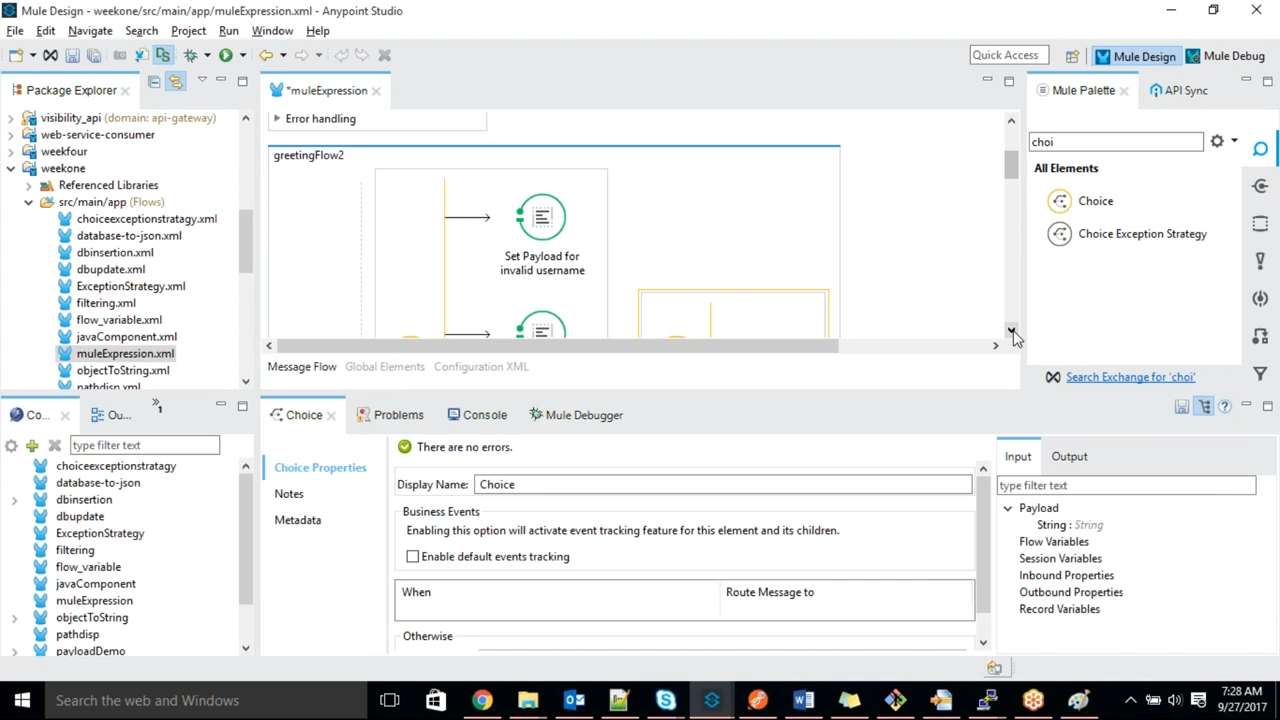 Mule Design - weekone/src/main/app/muleExpression.xml - Anypoint Studio
File Edit Navigate Search Project Run Window Help
Quick Access
Mule Design
Mule Debug
Package Explorer
visibility_api (domain: api-gateway)
web-service-consumer
weekfour
weekone
Referenced Libraries
src/main/app (Flows)
choiceexceptionstratagy.xml
database-to-json.xml
dbinsertion.xml
dbupdate.xml
ExceptionStrategy.xml
filtering.xml
flow_variable.xml
javaComponent.xml
muleExpression.xml
objectToString.xml
pathdisp.xml
*muleExpression
Error handling
greetingFlow2
Set Payload for
invalid username
Message Flow Global Elements Configuration XML
Mule Palette
API Sync
choi
All Elements
Choice
Choice Exception Strategy
Search Exchange for 'choi'
Co...
Ou...
1
type filter text
choiceexceptionstratagy
database-to-json
dbinsertion
dbupdate
ExceptionStrategy
filtering
flow_variable
javaComponent
muleExpression
objectToString
pathdisp
payloadDemo
Choice
Problems
Console
Mule Debugger
Choice Properties
Notes
Metadata
There are no errors.
Display Name: Choice
Business Events
Enabling this option will activate event tracking feature for this element and its children.
Enable default events tracking
When Route Message to
Otherwise
Input Output
type filter text
Payload
String : String
Flow Variables
Session Variables
Inbound Properties
Outbound Properties
Record Variables
Search the web and Windows
7:28 AM
9/27/2017